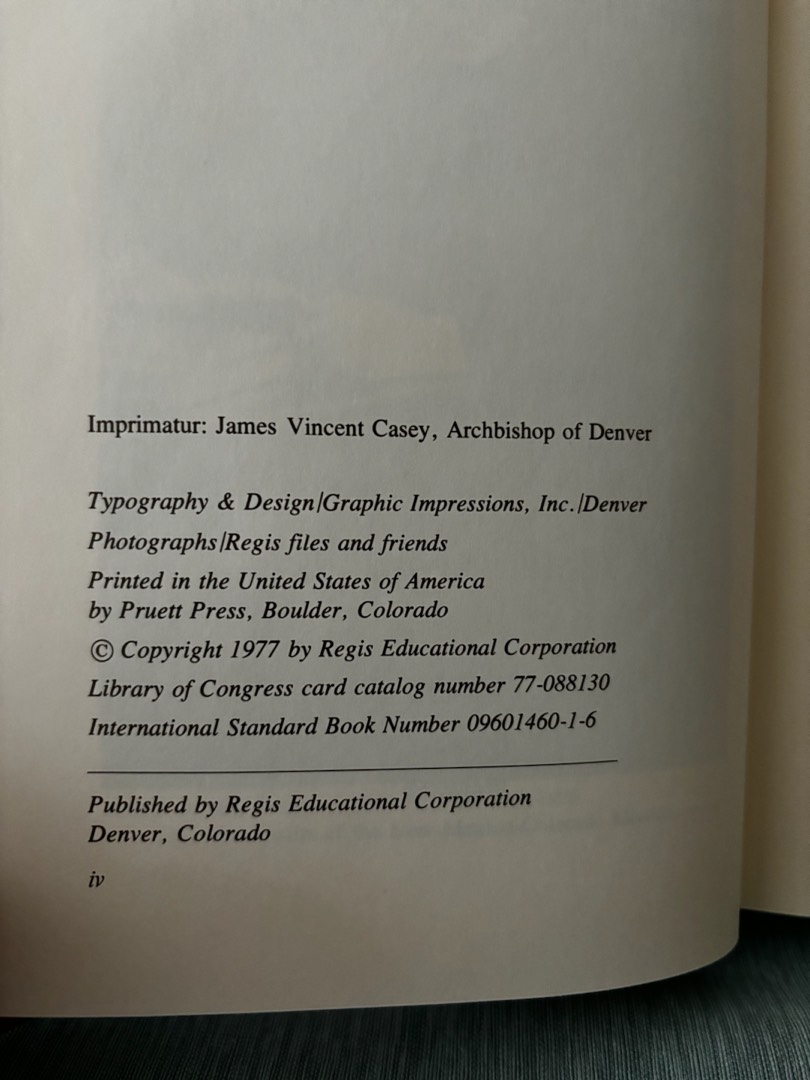 Imprimatur: James Vincent Casey, Archbishop of Denver
Typography & Design/Graphic Impressions, Inc./Denver
Photographs/Regis files and friends
Printed in the United States of America
by Pruett Press, Boulder, Colorado
© Copyright 1977 by Regis Educational Corporation
Library of Congress card catalog number 77-088130
International Standard Book Number 09601460-1-6
Published by Regis Educational Corporation
Denver, Colorado
iv